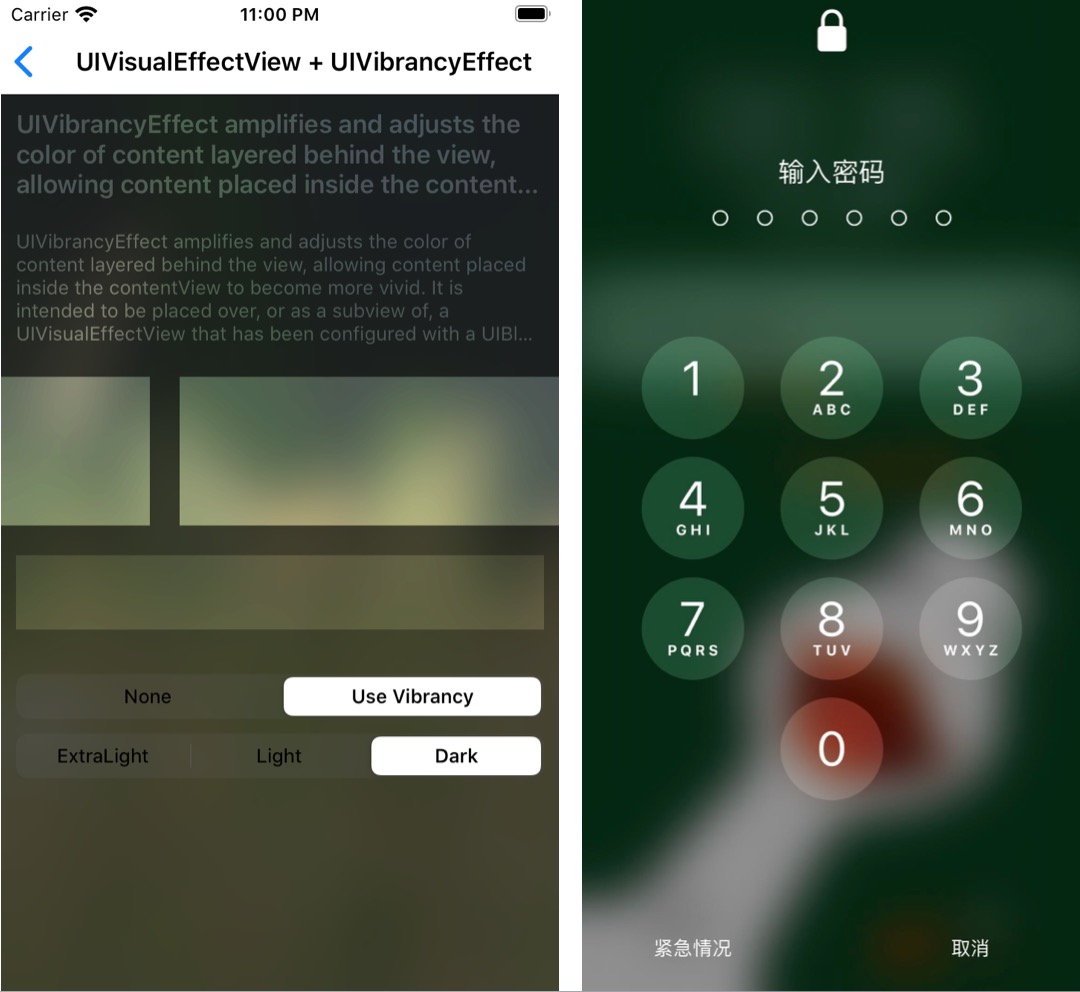 Carrier 11:00 PM
UIVisualEffectView + UIVibrancyEffect
UIVibrancyEffect amplifies and adjusts the
color of content layered behind the view,
allowing content placed inside the content...
UIVibrancyEffect amplifies and adjusts the color of
content layered behind the view, allowing content placed
inside the contentView to become more vivid. It is
intended to be placed over, or as a subview of, a
UIVisualEffectView that has been configured with a UIBl...
None Use Vibrancy
ExtraLight Light Dark
输入密码
1 2 3
ABC DEF
4 5 6
GHI JKL MNO
7 8 9
PQRS TUV WXYZ
0
紧急情况 取消